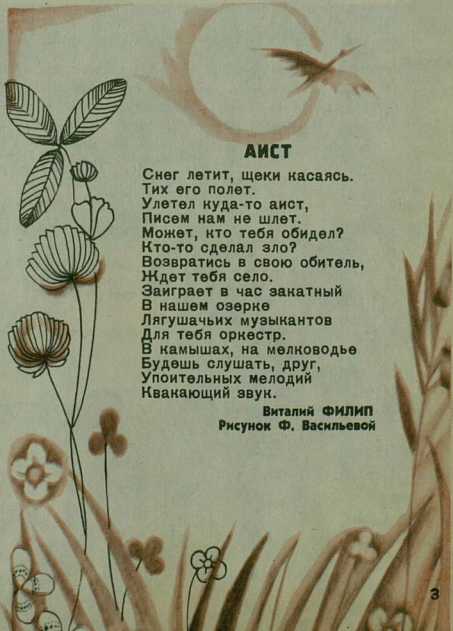 АИСТ
Снег летит, щеки касаясь.
Тих его полет.
Улетел куда-то аист,
Писем нам не шлет.
Может, кто тебя обидел?
Кто-то сделал зло?
Возвратись в свою обитель,
Ждет тебя село.
Заиграет в час закатный
В нашем озерке
Лягушачьих музыкантов
Для тебя оркестр.
В камышах, на мелководье
Будешь слушать, друг,
Упоительных мелодий
Квакающий звук.
Виталий ФИЛИП
Рисунок Ф. Васильевой
3